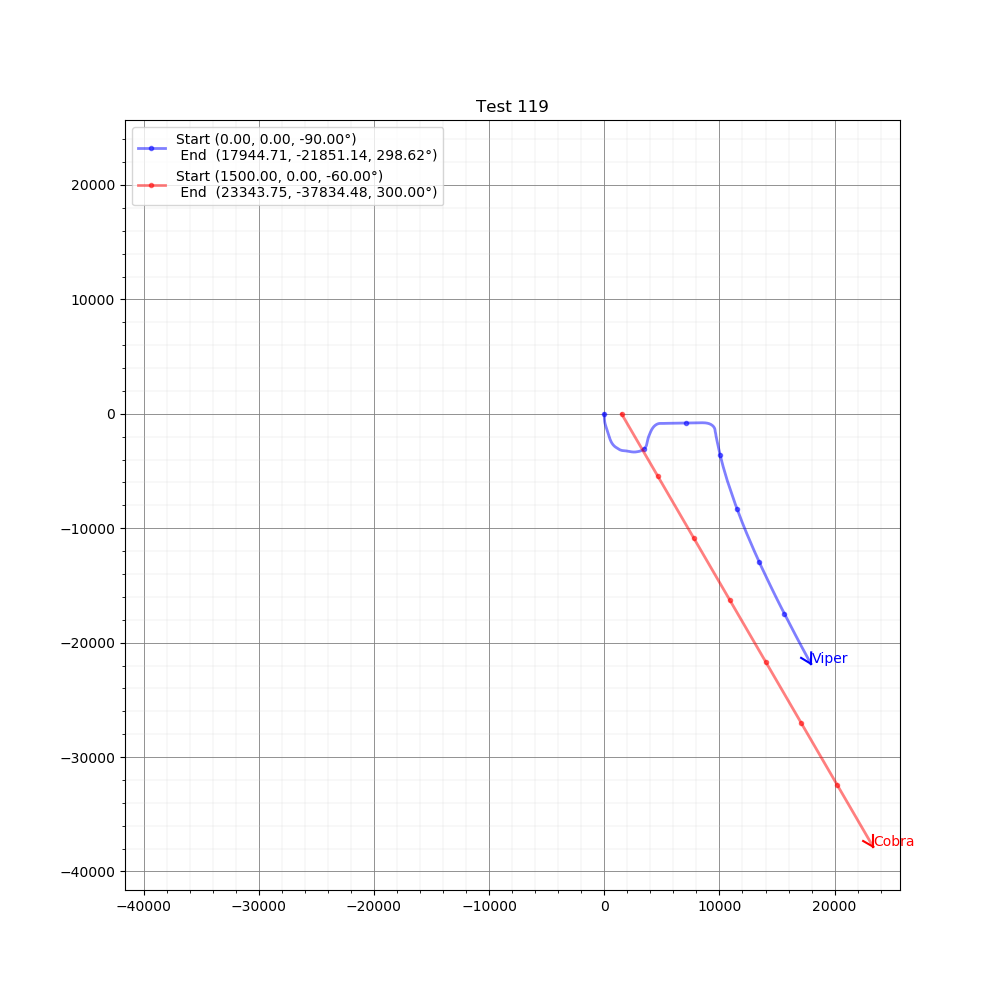 Test 119
Start (0.00, 0.00, -90.00°)
End (17944.71, -21851.14, 298.62°)
Start (1500.00, 0.00, -60.00°)
End (23343.75, -37834.48, 300.00°)
20000
10000
0
−10000
−20000
−30000
−40000
Viper
Cobra
−40000 −30000 −20000 −10000 0 10000 20000